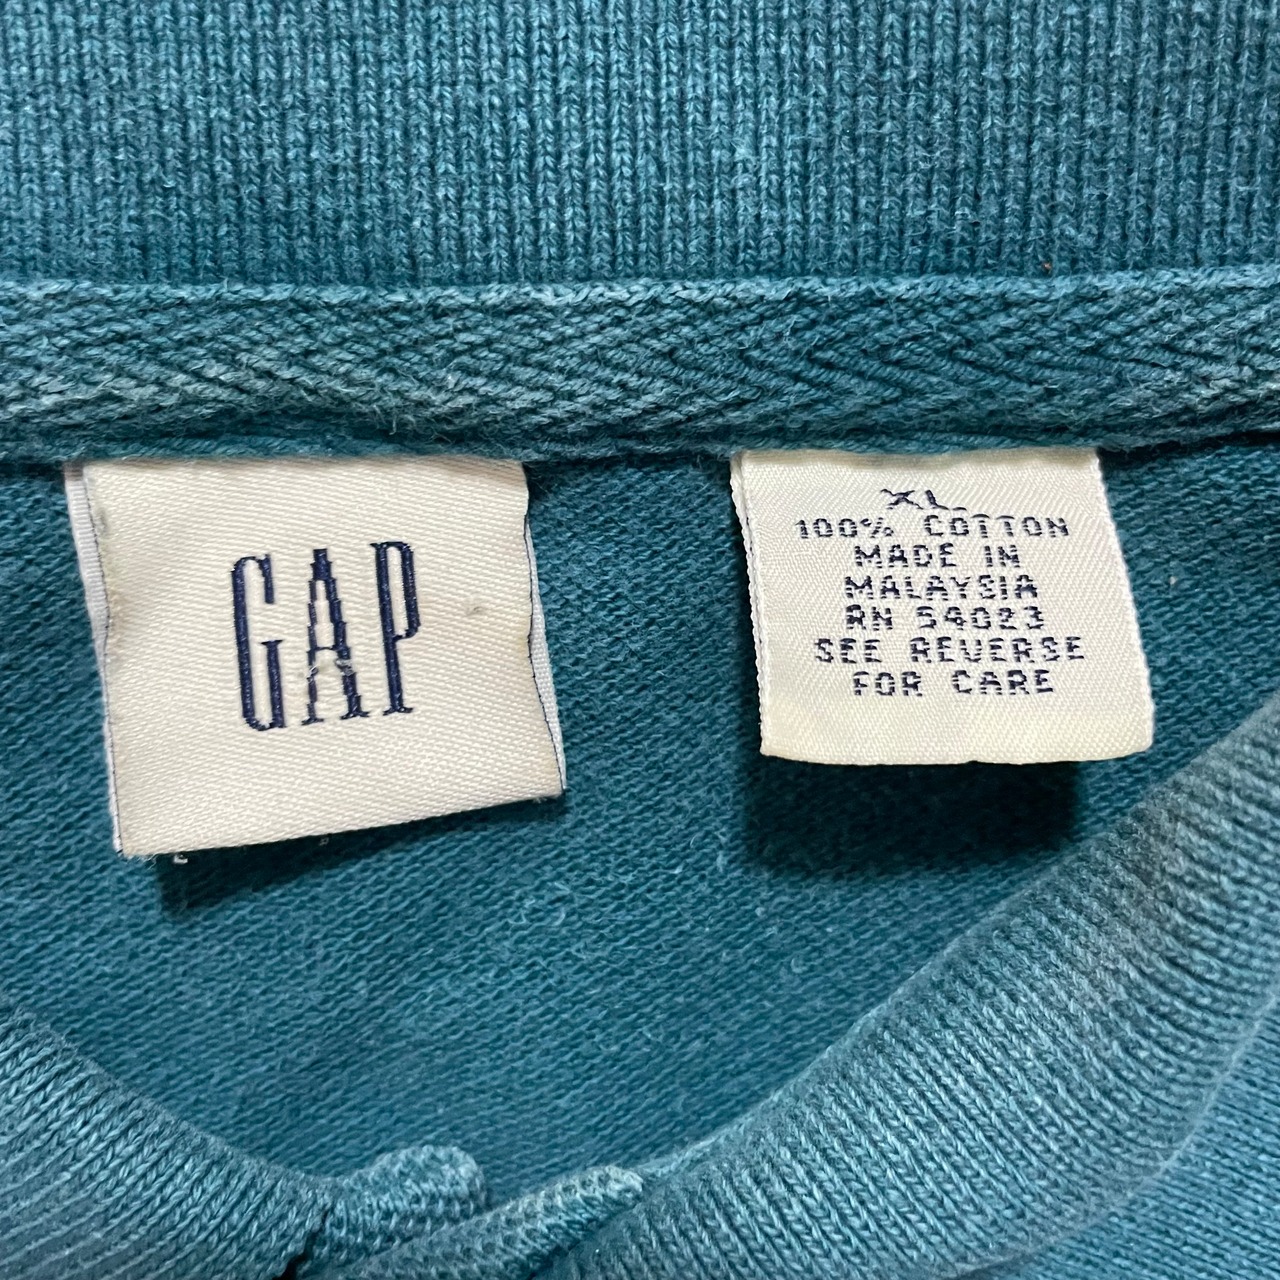 GAP
XL
100% COTTON
MADE IN
MALAYSIA
RN 54023
SEE REVERSE
FOR CARE